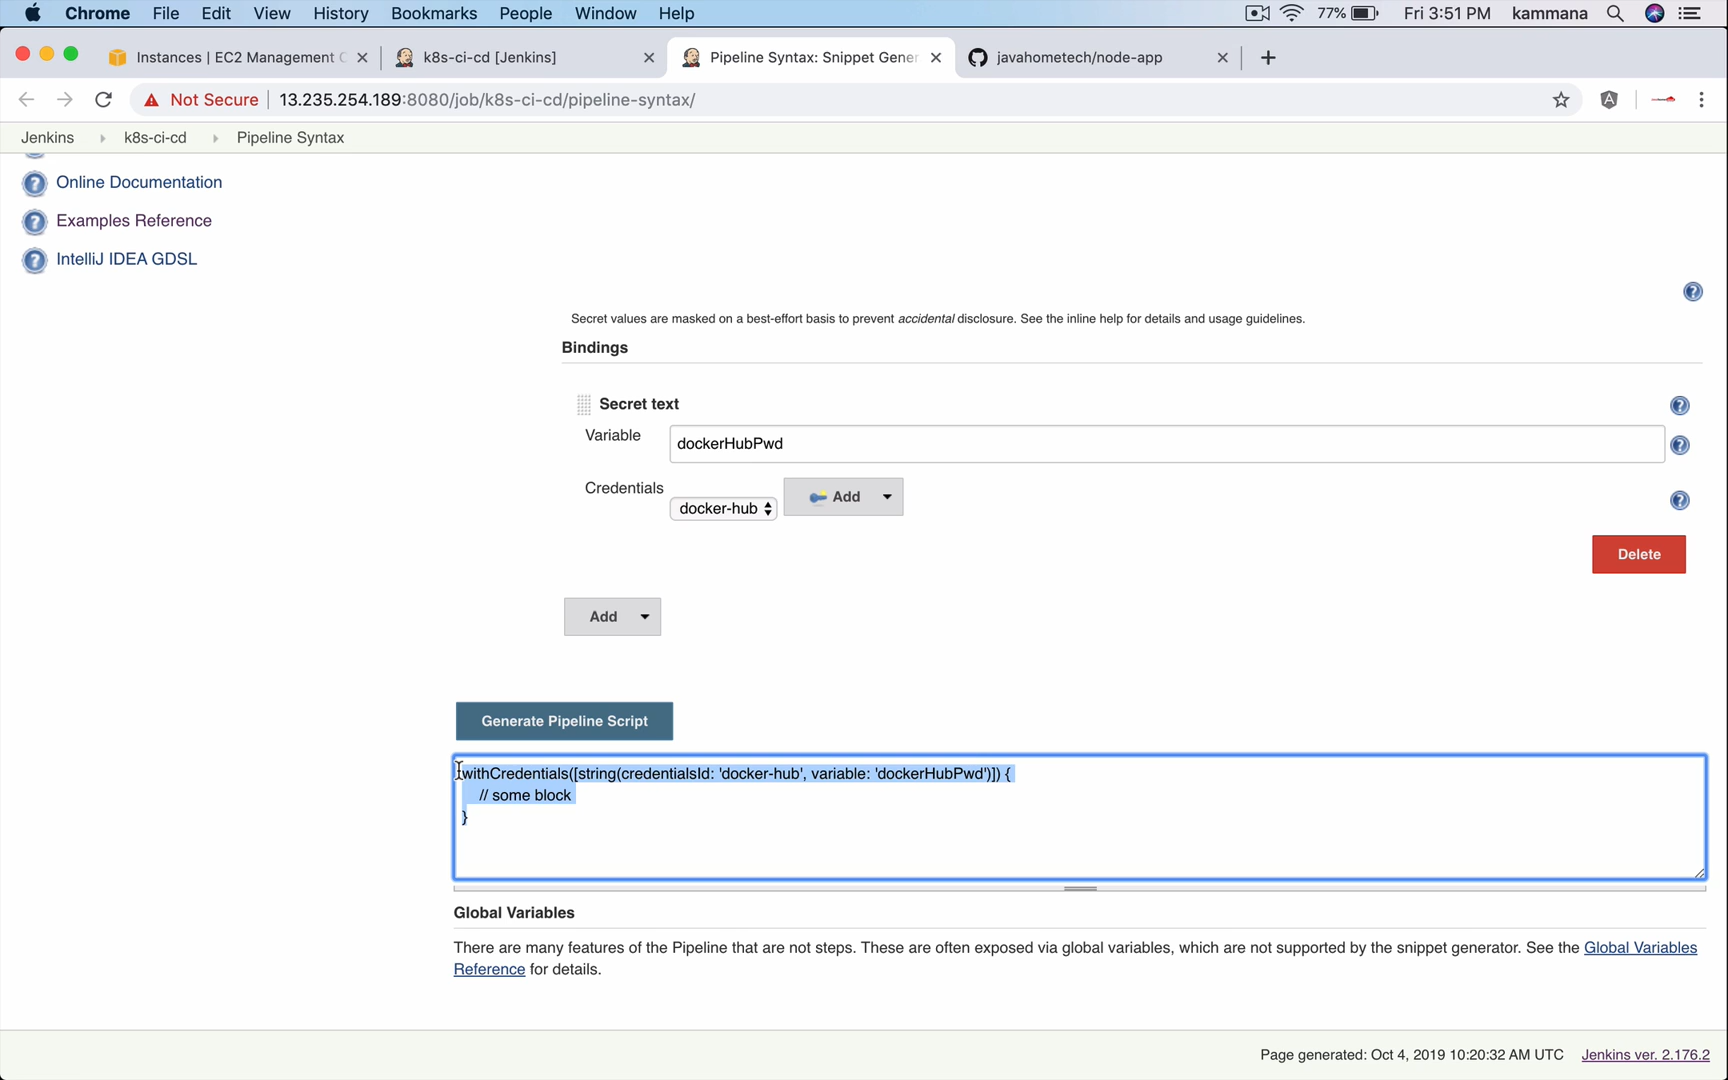 Chrome File Edit View History Bookmarks People Window Help 77% Fri 3:51 PM kammana
Instances | EC2 Management C k8s-ci-cd [Jenkins] Pipeline Syntax: Snippet Gener javahometech/node-app
Not Secure 13.235.254.189:8080/job/k8s-ci-cd/pipeline-syntax/
Jenkins k8s-ci-cd Pipeline Syntax
Online Documentation
Examples Reference
IntelliJ IDEA GDSL
Secret values are masked on a best-effort basis to prevent accidental disclosure. See the inline help for details and usage guidelines.
Bindings
Secret text
Variable dockerHubPwd
Credentials docker-hub Add
Delete
Add
Generate Pipeline Script
withCredentials([string(credentialsId: 'docker-hub', variable: 'dockerHubPwd')]) {
// some block
}
Global Variables
There are many features of the Pipeline that are not steps. These are often exposed via global variables, which are not supported by the snippet generator. See the Global Variables
Reference for details.
Page generated: Oct 4, 2019 10:20:32 AM UTC Jenkins ver. 2.176.2